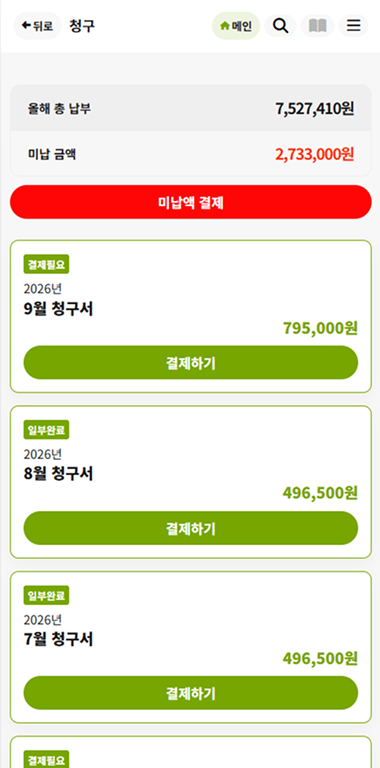 뒤로 청구 메인
올해 총 납부 7,527,410원
미납 금액 2,733,000원
미납액 결제
결제필요
2026년
9월 청구서
795,000원
결제하기
일부완료
2026년
8월 청구서
496,500원
결제하기
일부완료
2026년
7월 청구서
496,500원
결제하기
일부완료